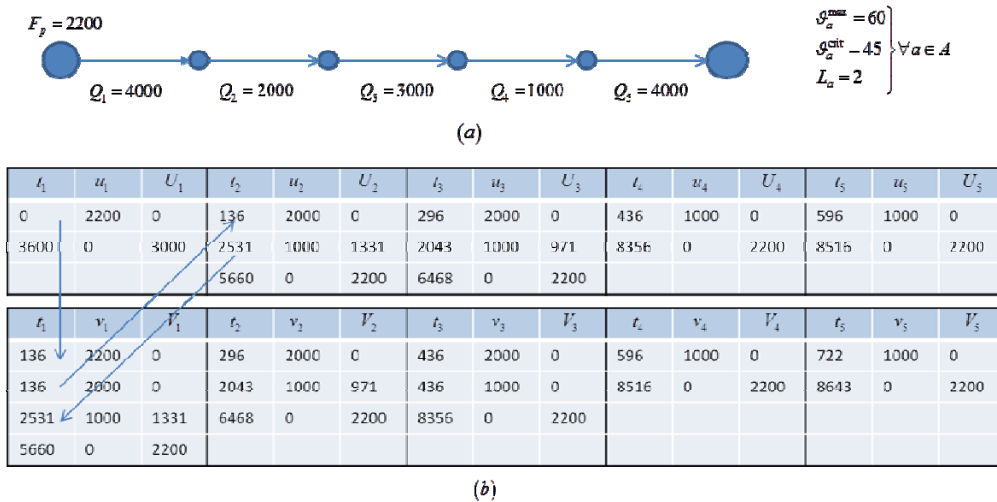 F_p = 2200
Q_1 = 4000 Q_2 = 2000 Q_3 = 3000 Q_4 = 1000 Q_5 = 4000
ϑ_a^max = 60
ϑ_a^crit – 45 } ∀a ∈ A
L_a = 2
(a)
t_1 u_1 U_1 t_2 u_2 U_2 t_3 u_3 U_3 t_4 u_4 U_4 t_5 u_5 U_5
0 2200 0 136 2000 0 296 2000 0 436 1000 0 596 1000 0
3600 0 3000 2531 1000 1331 2043 1000 971 8356 0 2200 8516 0 2200
5660 0 2200 6468 0 2200
t_1 v_1 V_1 t_2 v_2 V_2 t_3 v_3 V_3 t_4 v_4 V_4 t_5 v_5 V_5
136 2200 0 296 2000 0 436 2000 0 596 1000 0 722 1000 0
136 2000 0 2043 1000 971 436 1000 0 8516 0 2200 8643 0 2200
2531 1000 1331 6468 0 2200 8356 0 2200
5660 0 2200
(b)